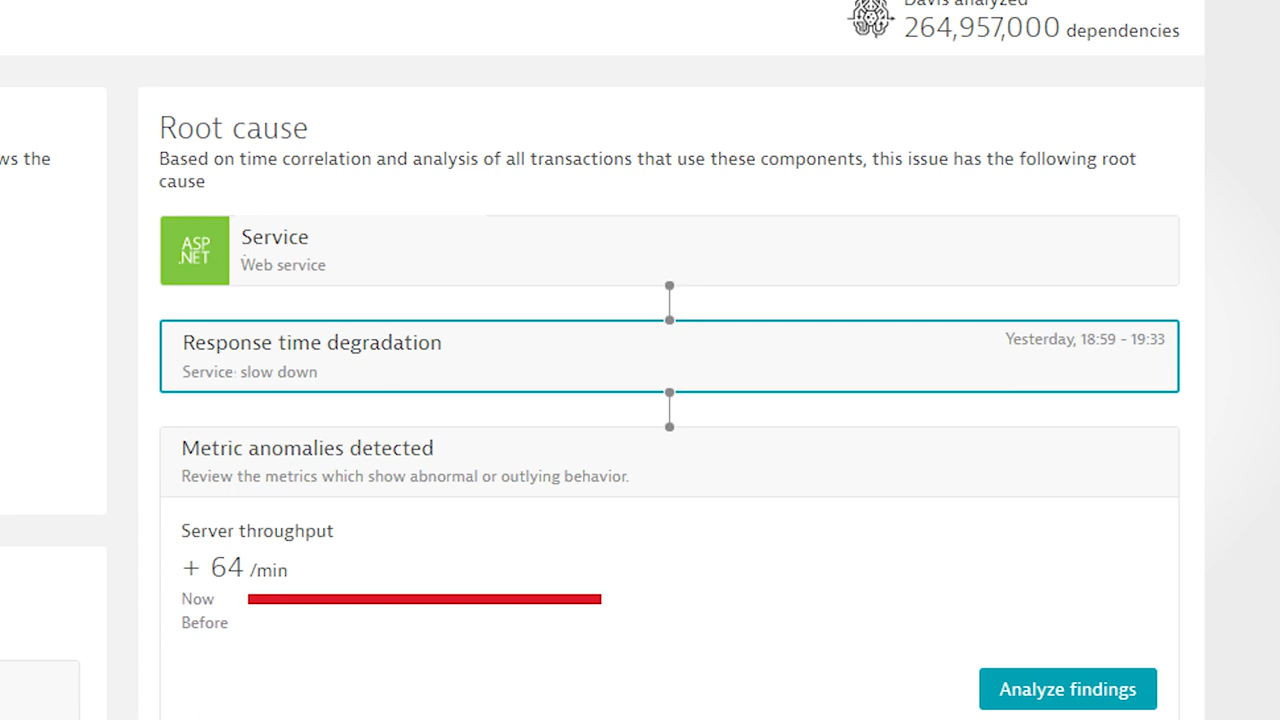 Davis analyzed
264,957,000 dependencies
ws the
Root cause
Based on time correlation and analysis of all transactions that use these components, this issue has the following root
cause
ASP
.NET
Service
Web service
Response time degradation
Yesterday, 18:59 - 19:33
Service slow down
Metric anomalies detected
Review the metrics which show abnormal or outlying behavior.
Server throughput
+ 64 /min
Now
Before
Analyze findings